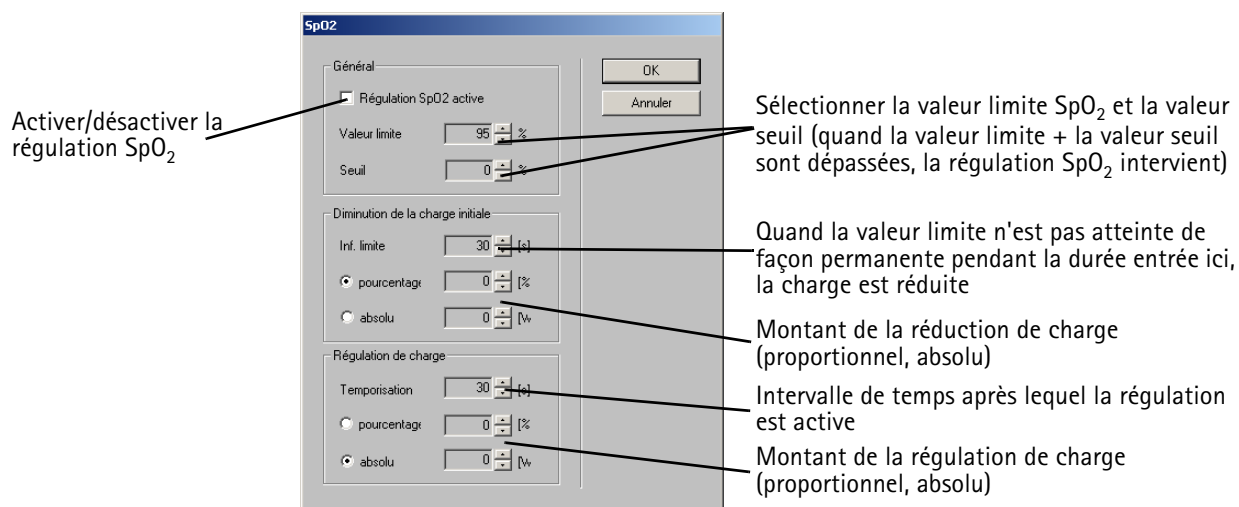 SpO2
Général
OK
Régulation SpO2 active
Annuler
Valeur limite 95 %
Seuil 0 %
Diminution de la charge initiale
Inf. limite 30 [s]
pourcentage 0 [%
absolu 0 [W
Régulation de charge
Temporisation 30 [s]
pourcentage 0 [%
absolu 0 [W
Activer/désactiver la
régulation SpO₂
Sélectionner la valeur limite SpO₂ et la valeur
seuil (quand la valeur limite + la valeur seuil
sont dépassées, la régulation SpO₂ intervient)
Quand la valeur limite n'est pas atteinte de
façon permanente pendant la durée entrée ici,
la charge est réduite
Montant de la réduction de charge
(proportionnel, absolu)
Intervalle de temps après lequel la régulation
est active
Montant de la régulation de charge
(proportionnel, absolu)